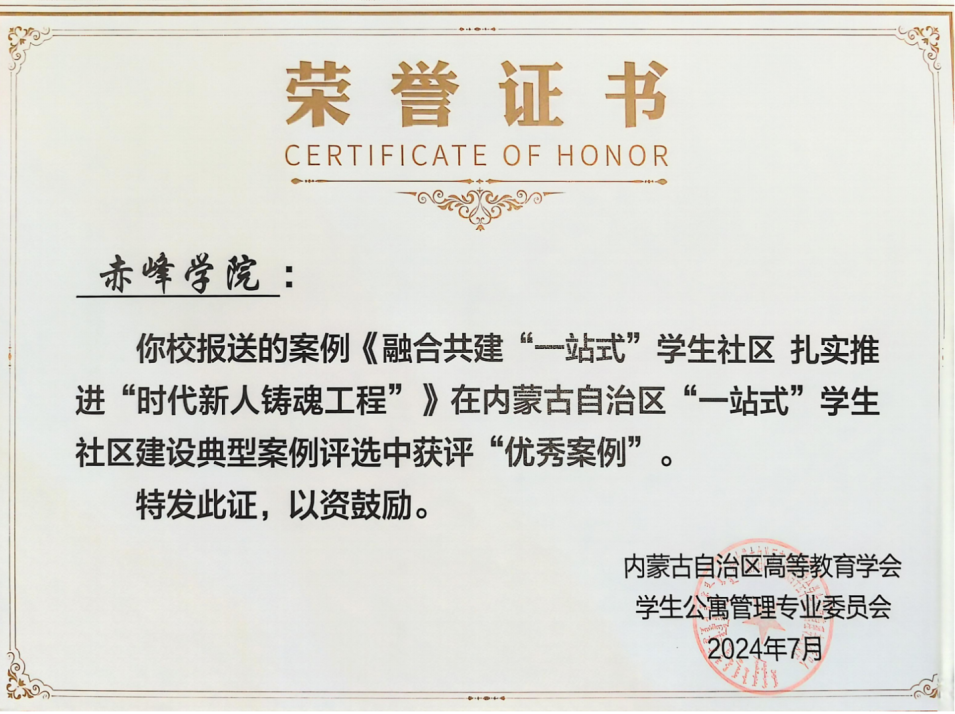 荣誉证书
CERTIFICATE OF HONOR
赤峰学院：
你校报送的案例《融合共建“一站式”学生社区 扎实推
进“时代新人铸魂工程”》在内蒙古自治区“一站式”学生
社区建设典型案例评选中获评“优秀案例”。
特发此证，以资鼓励。
内蒙古自治区高等教育学会
学生公寓管理专业委员会
2024年7月